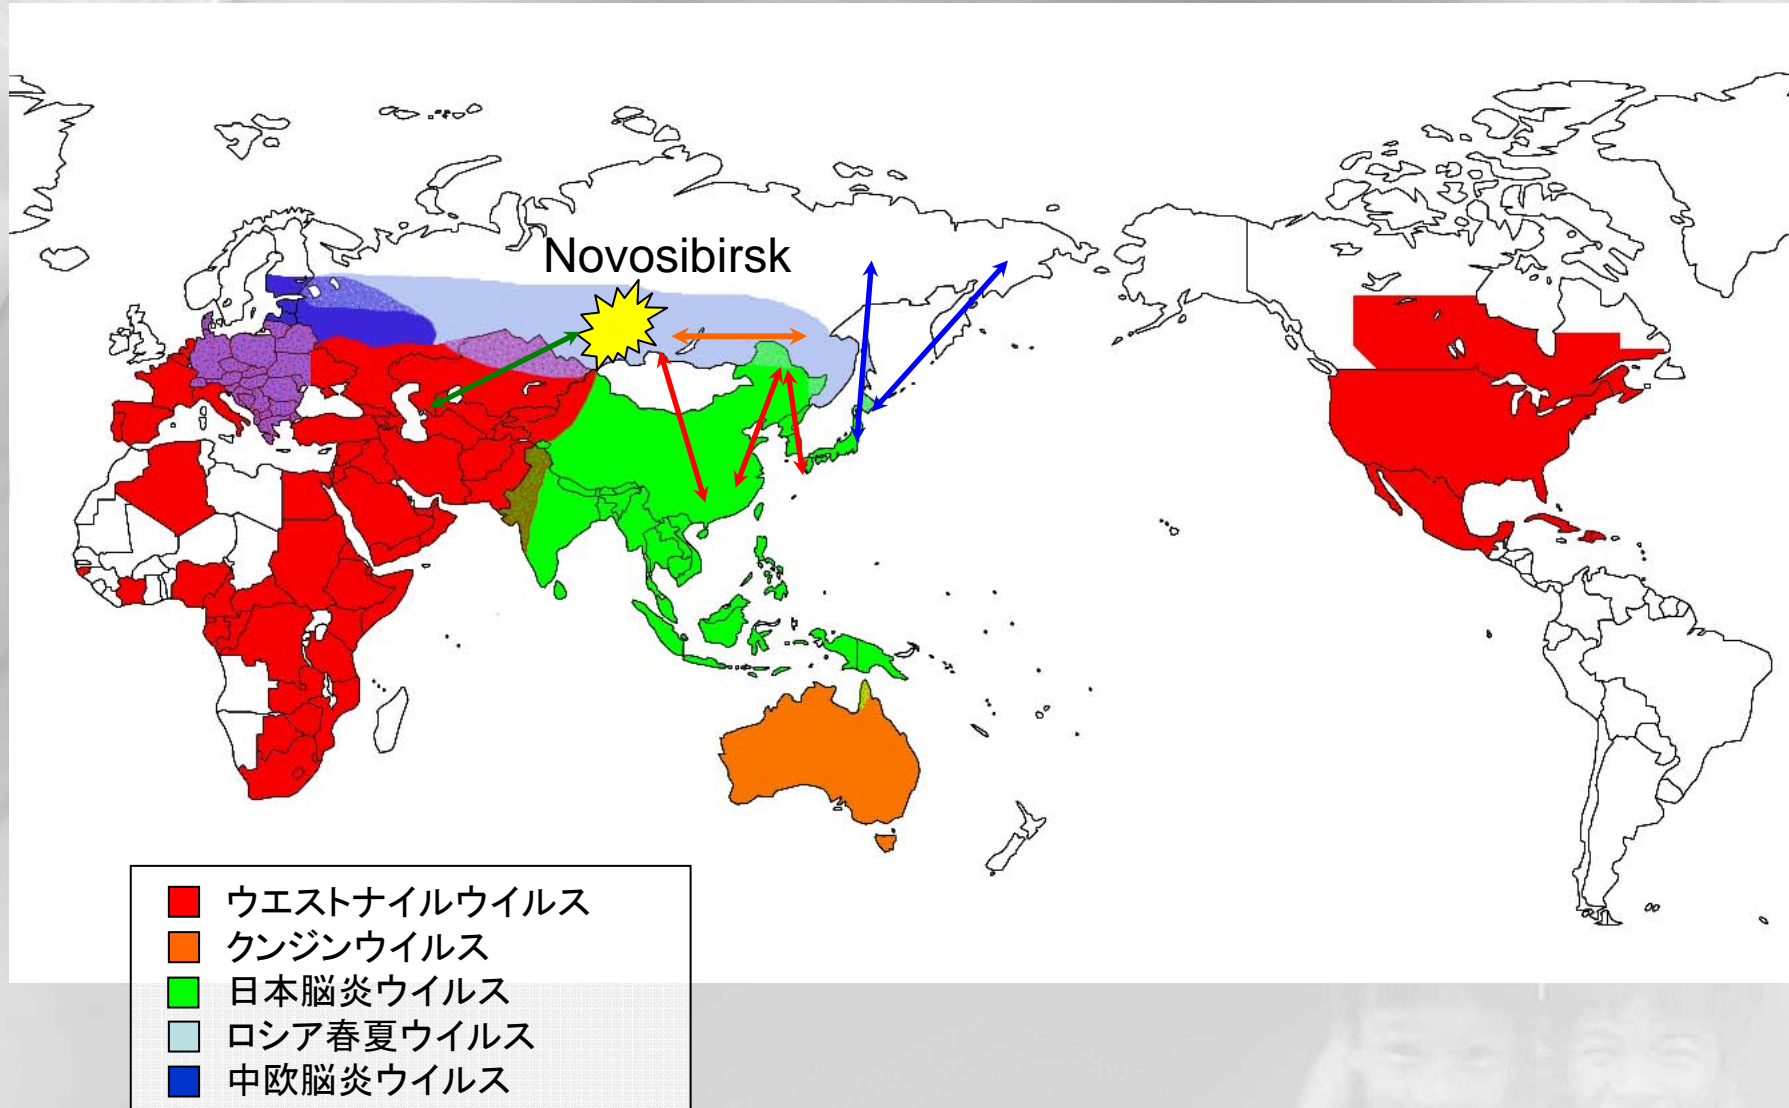 Novosibirsk
ウエストナイルウイルス
クンジンウイルス
日本脳炎ウイルス
ロシア春夏ウイルス
中欧脳炎ウイルス